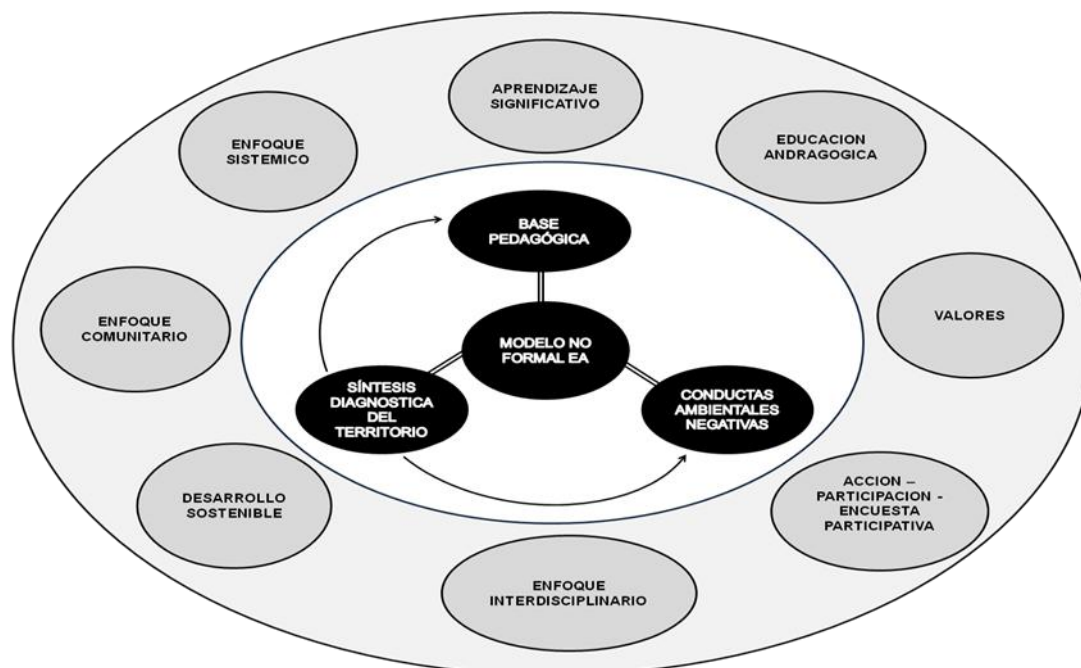 APRENDIZAJE
SIGNIFICATIVO
ENFOQUE
SISTEMICO
EDUCACION
ANDRAGOGICA
BASE
PEDAGÓGICA
ENFOQUE
COMUNITARIO
MODELO NO
FORMAL EA
VALORES
SÍNTESIS
DIAGNOSTICA
DEL
TERRITORIO
CONDUCTAS
AMBIENTALES
NEGATIVAS
DESARROLLO
SOSTENIBLE
ACCION –
PARTICIPACION -
ENCUESTA
PARTICIPATIVA
ENFOQUE
INTERDISCIPLINARIO